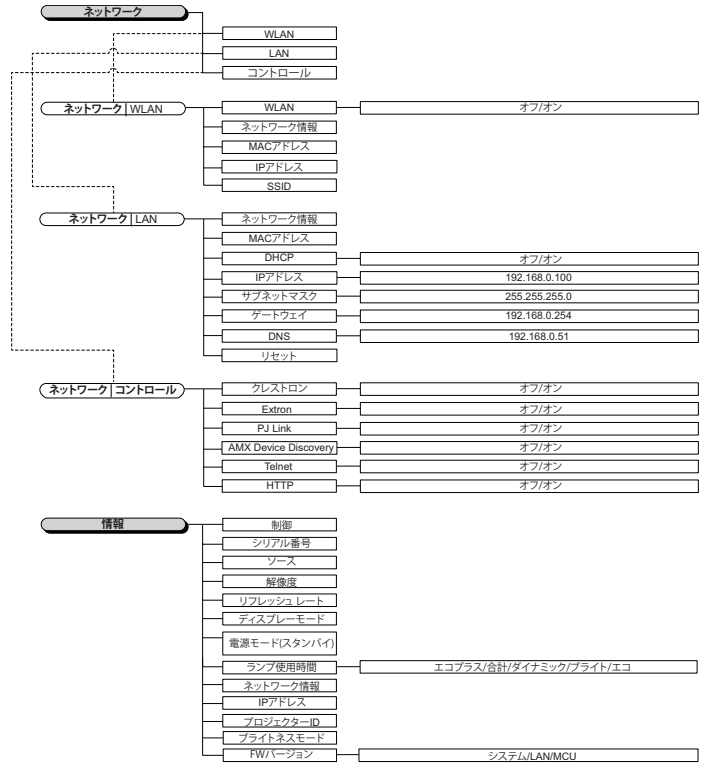 ネットワーク
WLAN
LAN
コントロール
ネットワーク | WLAN
WLAN
オフ/オン
ネットワーク情報
MACアドレス
IPアドレス
SSID
ネットワーク | LAN
ネットワーク情報
MACアドレス
DHCP
オフ/オン
IPアドレス
192.168.0.100
サブネットマスク
255.255.255.0
ゲートウェイ
192.168.0.254
DNS
192.168.0.51
リセット
ネットワーク | コントロール
クレストロン
オフ/オン
Extron
オフ/オン
PJ Link
オフ/オン
AMX Device Discovery
オフ/オン
Telnet
オフ/オン
HTTP
オフ/オン
情報
制御
シリアル番号
ソース
解像度
リフレッシュ レート
ディスプレーモード
電源モード(スタンバイ)
ランプ使用時間
エコプラス/合計/ダイナミック/ブライト/エコ
ネットワーク情報
IPアドレス
プロジェクターID
ブライトネスモード
FWバージョン
システム/LAN/MCU